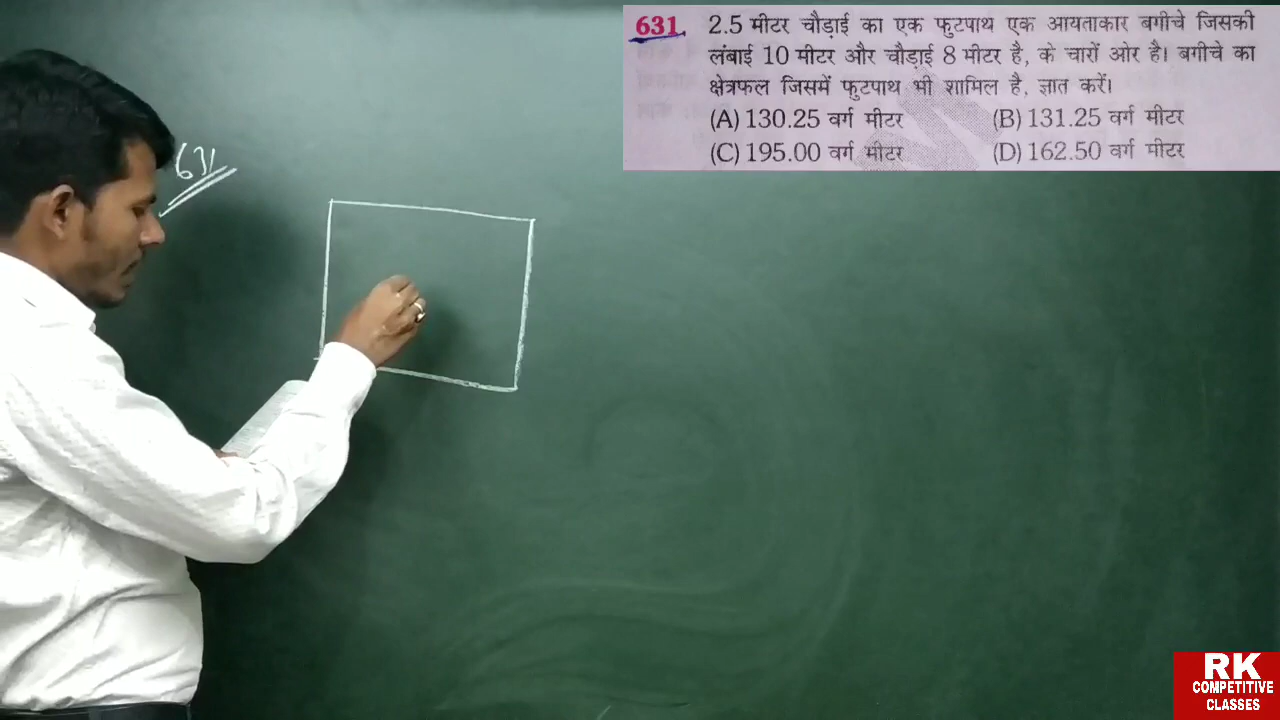 631. 2.5 मीटर चौड़ाई का एक फुटपाथ एक आयताकार बगीचे जिसकी
लंबाई 10 मीटर और चौड़ाई 8 मीटर है, के चारों ओर है। बगीचे का
क्षेत्रफल जिसमें फुटपाथ भी शामिल है, ज्ञात करें।
(A) 130.25 वर्ग मीटर (B) 131.25 वर्ग मीटर
(C) 195.00 वर्ग मीटर (D) 162.50 वर्ग मीटर
631
RK
COMPETITIVE
CLASSES